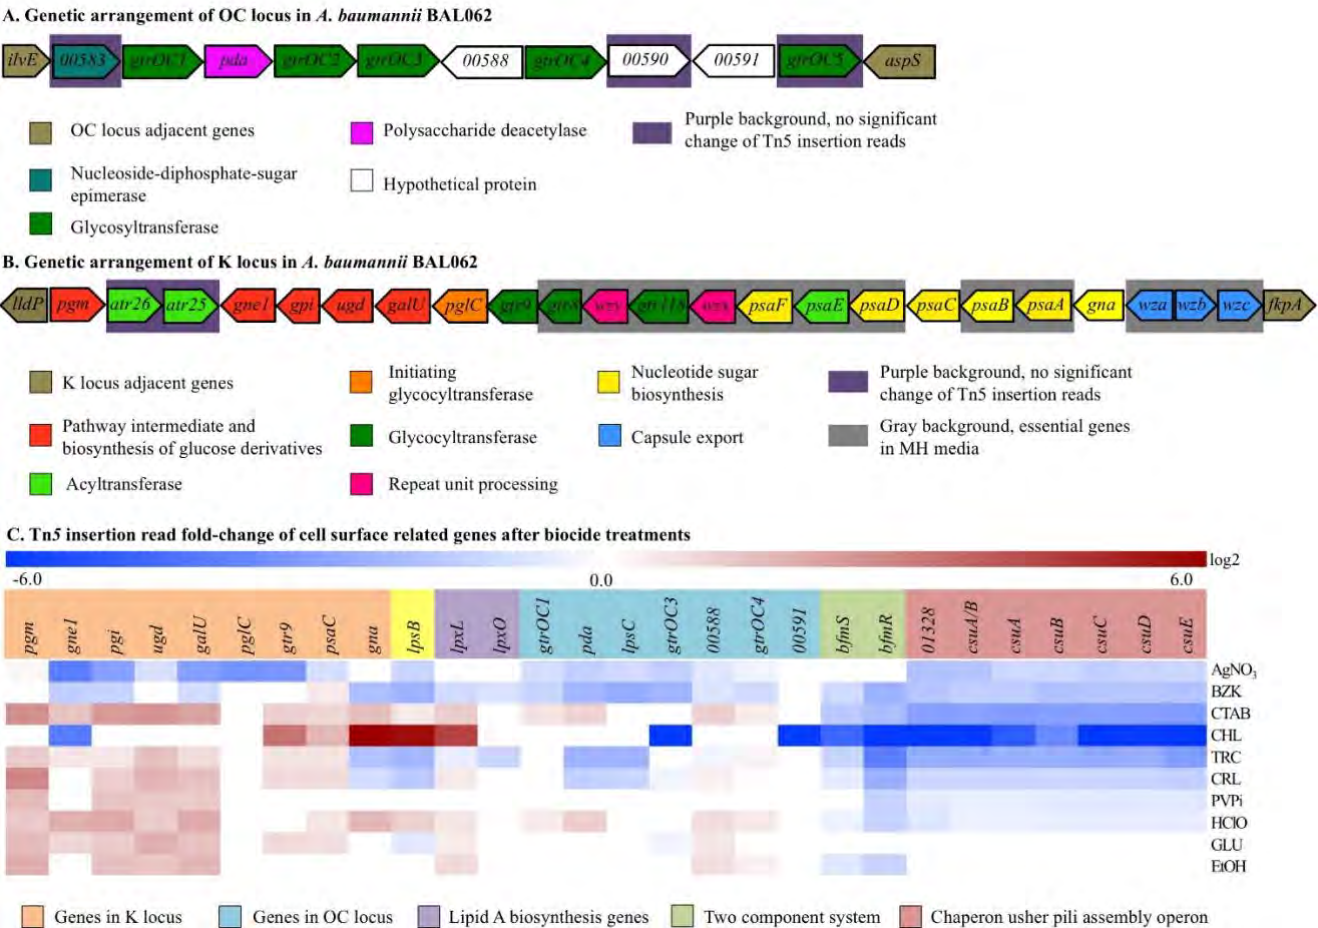 A. Genetic arrangement of OC locus in A. baumannii BAL062
ilvE 00583 gtrOC1 pda gtrOC2 gtrOC3 00588 gtrOC4 00590 00591 gtrOC5 aspS
OC locus adjacent genes
Polysaccharide deacetylase
Purple background, no significant
change of Tn5 insertion reads
Nucleoside-diphosphate-sugar
epimerase
Hypothetical protein
Glycosyltransferase
B. Genetic arrangement of K locus in A. baumannii BAL062
lldP pgm atr26 atr25 gne1 gpi ugd galU pglC gtr9 gtr8 wzy gtr118 wzx psaF psaE psaD psaC psaB psaA gna wza wzb wzc fkpA
K locus adjacent genes
Initiating
glycocyltransferase
Nucleotide sugar
biosynthesis
Purple background, no significant
change of Tn5 insertion reads
Pathway intermediate and
biosynthesis of glucose derivatives
Glycocyltransferase
Capsule export
Gray background, essential genes
in MH media
Acyltransferase
Repeat unit processing
C. Tn5 insertion read fold-change of cell surface related genes after biocide treatments
log2
-6.0 0.0 6.0
pgm gne1 pgi ugd galU pglC gtr9 psaC gna lpsB lpxL lpxO gtrOC1 pda lpsC gtrOC3 00588 gtrOC4 00591 bfmS bfmR 01328 csuA/B csuA csuB csuC csuD csuE
AgNO3
BZK
CTAB
CHL
TRC
CRL
PVPi
HClO
GLU
EtOH
Genes in K locus
Genes in OC locus
Lipid A biosynthesis genes
Two component system
Chaperon usher pili assembly operon